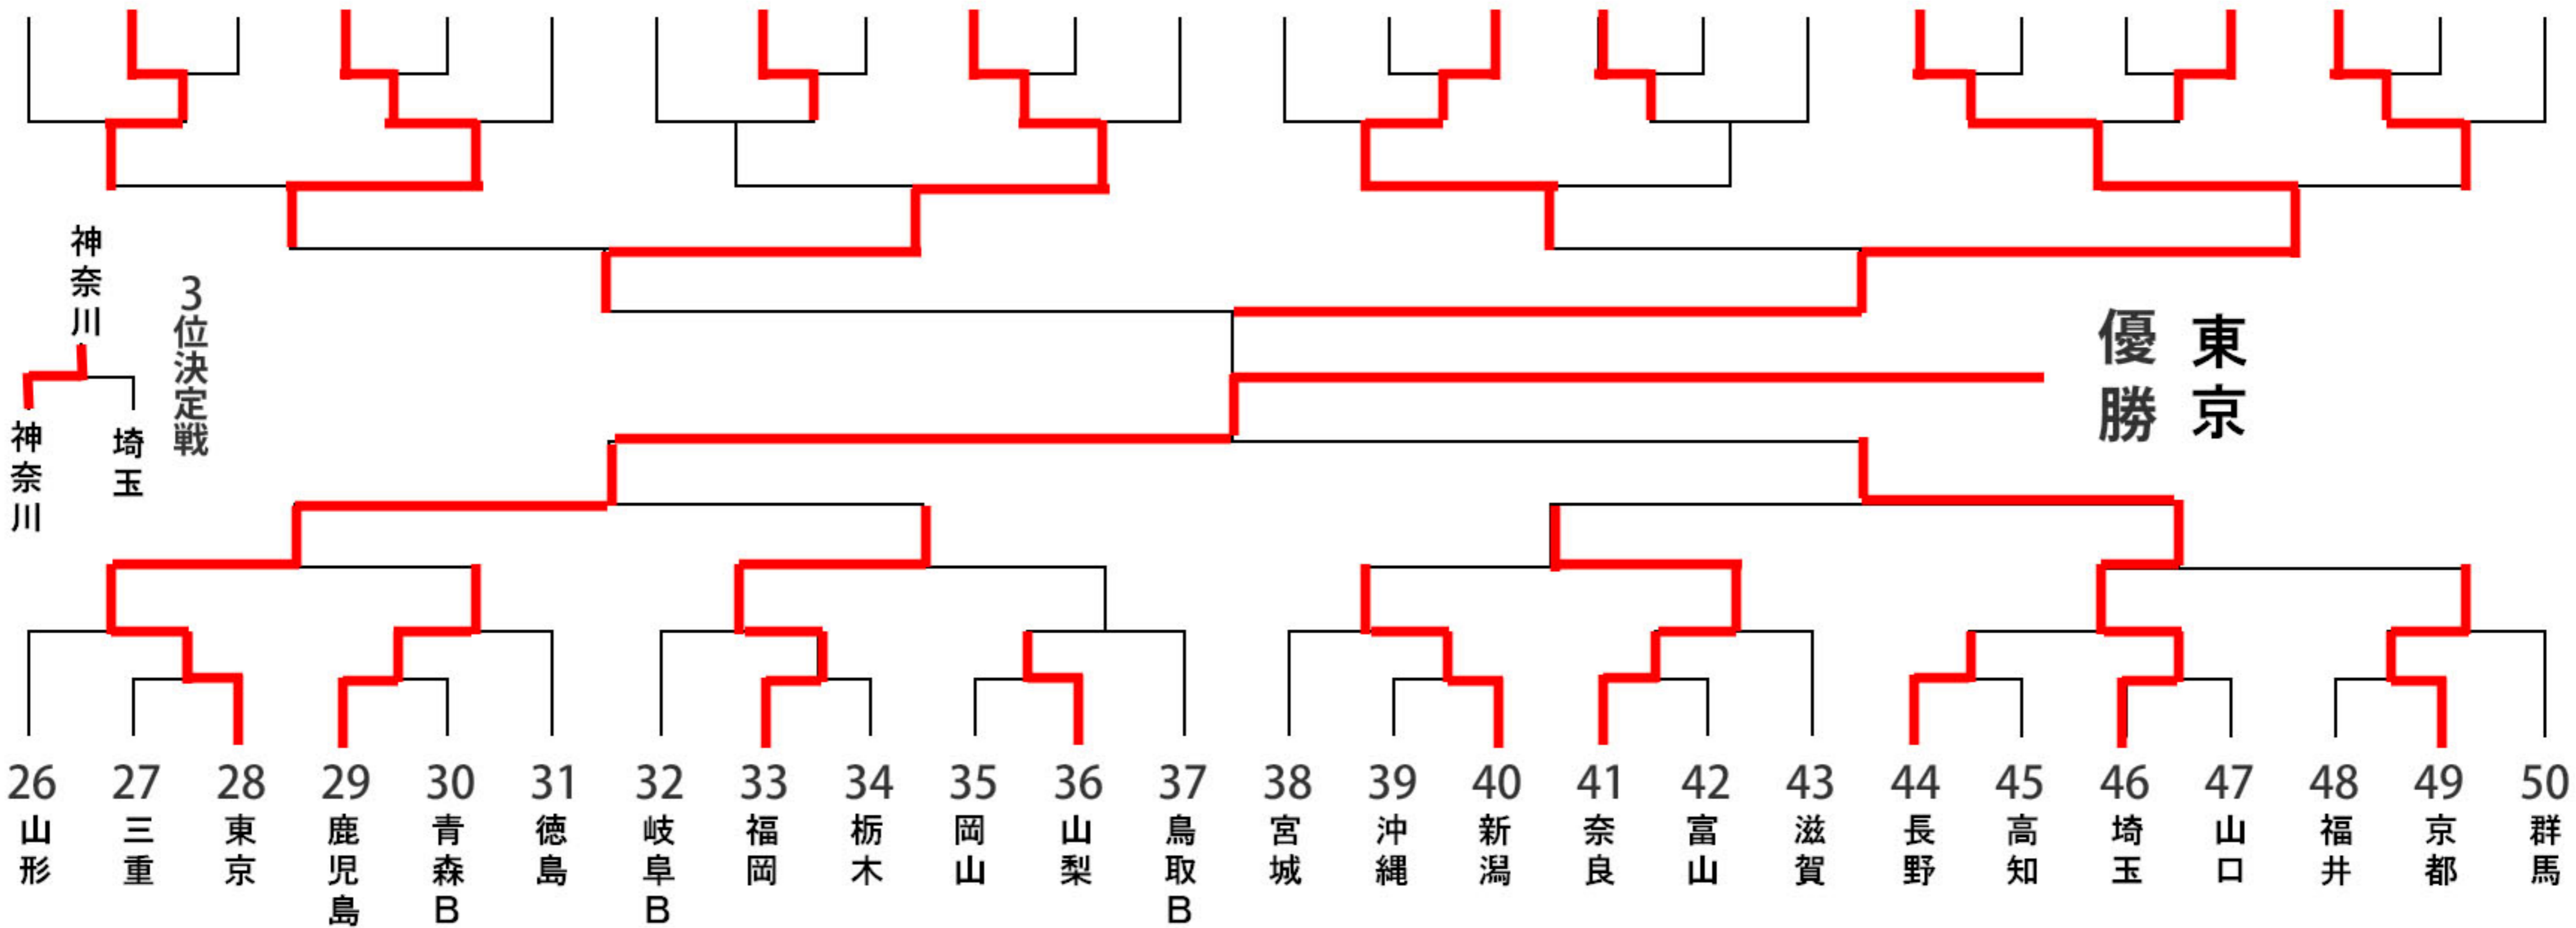 神奈川
3位決定戦
神奈川
埼玉
優勝
東京
26 山形
27 三重
28 東京
29 鹿児島
30 青森B
31 徳島
32 岐阜B
33 福岡
34 栃木
35 岡山
36 山梨
37 鳥取B
38 宮城
39 沖縄
40 新潟
41 奈良
42 富山
43 滋賀
44 長野
45 高知
46 埼玉
47 山口
48 福井
49 京都
50 群馬